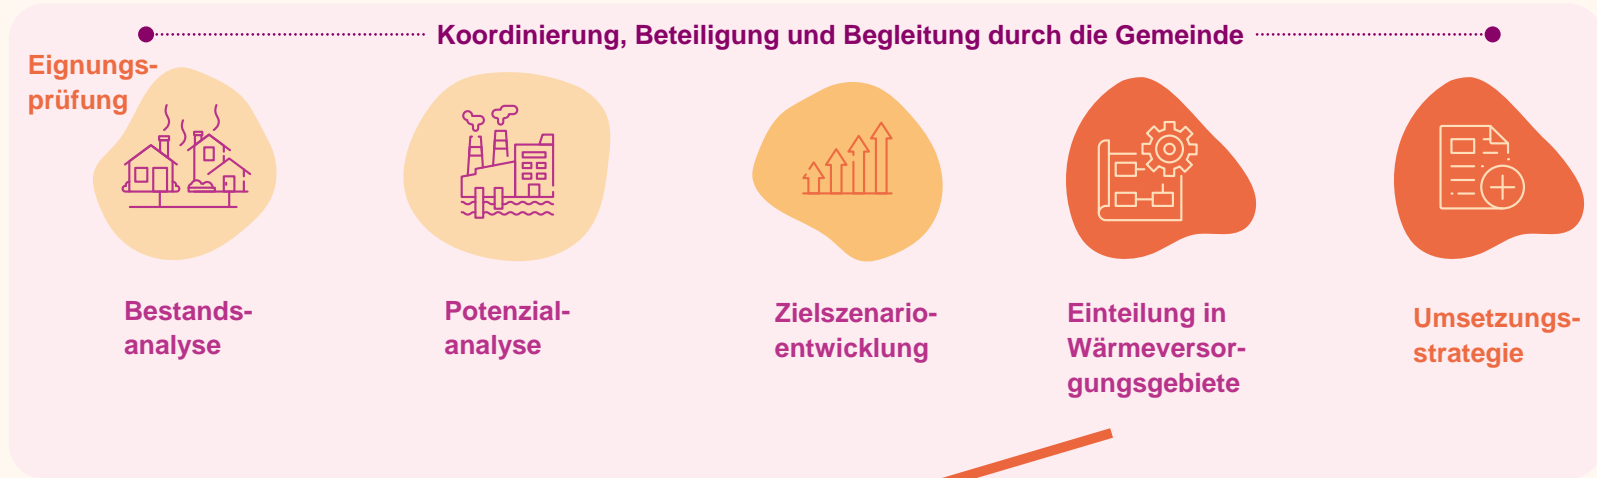 Koordinierung, Beteiligung und Begleitung durch die Gemeinde
Eignungs-
prüfung
Bestands-
analyse
Potenzial-
analyse
Zielszenario-
entwicklung
Einteilung in
Wärmeversor-
gungsgebiete
Umsetzungs-
strategie